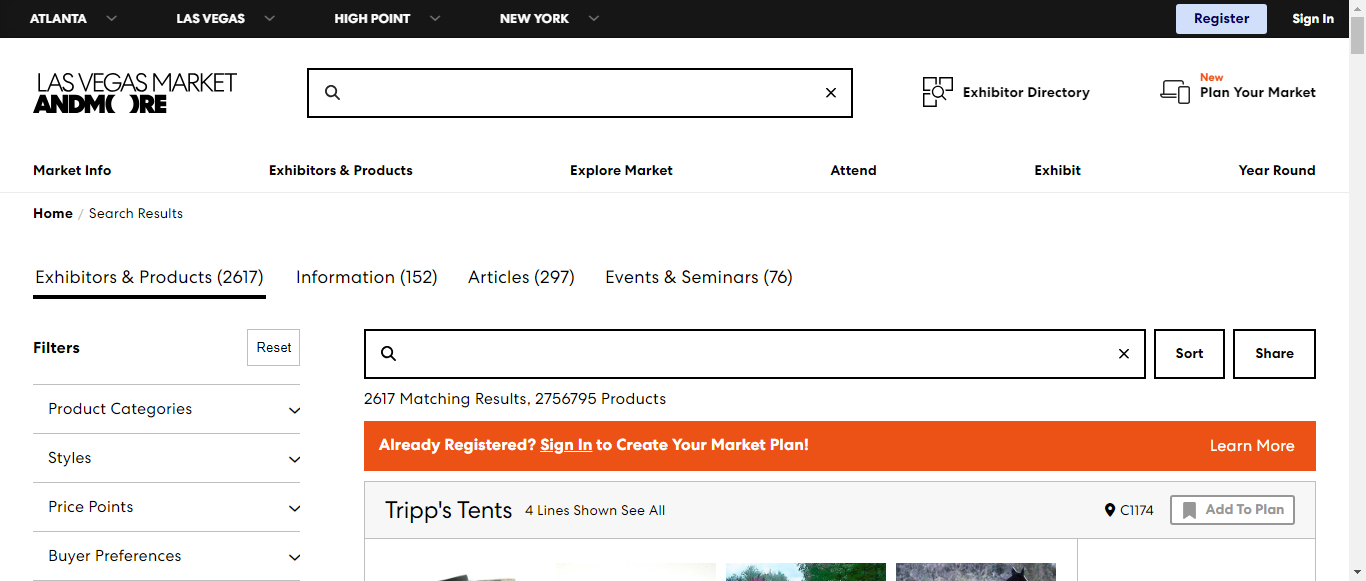 ATLANTA LAS VEGAS HIGH POINT NEW YORK Register Sign In
LAS VEGAS MARKET
ANDMORE
Exhibitor Directory
New
Plan Your Market
Market Info Exhibitors & Products Explore Market Attend Exhibit Year Round
Home / Search Results
Exhibitors & Products (2617) Information (152) Articles (297) Events & Seminars (76)
Filters Reset
Product Categories
Styles
Price Points
Buyer Preferences
Sort Share
2617 Matching Results, 2756795 Products
Already Registered? Sign In to Create Your Market Plan! Learn More
Tripp's Tents 4 Lines Shown See All C1174 Add To Plan